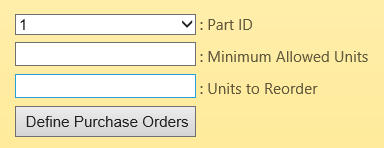 1 : Part ID
: Minimum Allowed Units
: Units to Reorder
Define Purchase Orders